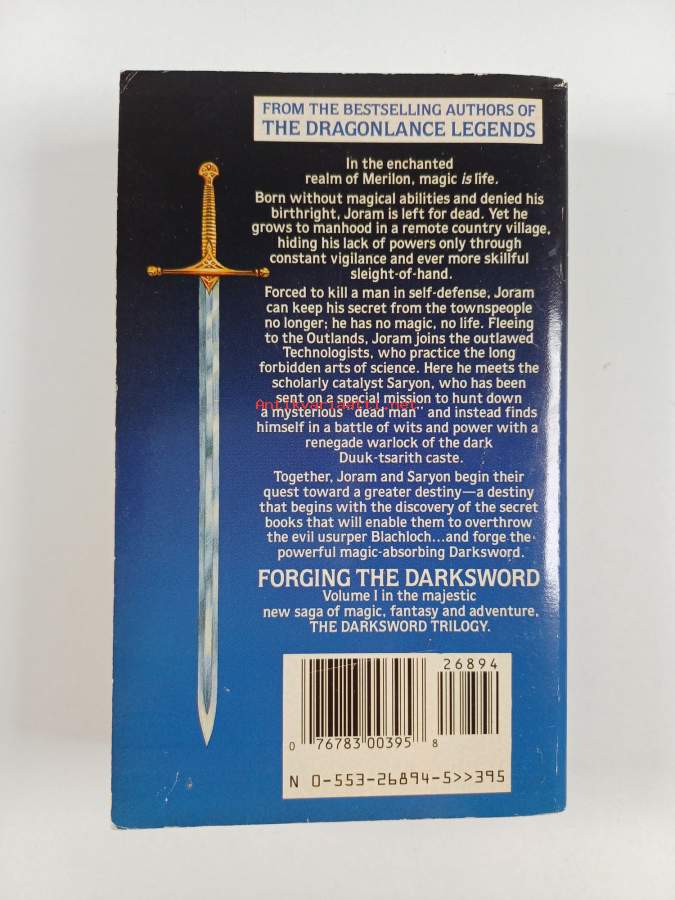 FROM THE BESTSELLING AUTHORS OF
THE DRAGONLANCE LEGENDS
In the enchanted
realm of Merilon, magic is life.
Born without magical abilities and denied his
birthright, Joram is left for dead. Yet he
grows to manhood in a remote country village,
hiding his lack of powers only through
constant vigilance and ever more skillful
sleight-of-hand.
Forced to kill a man in self-defense, Joram
can keep his secret from the townspeople
no longer: he has no magic, no life. Fleeing
to the Outlands, Joram joins the outlawed
Technologists, who practice the long
forbidden arts of science. Here he meets the
scholarly catalyst Saryon, who has been
sent on a special mission to hunt down
Antikvariaatti.net
a mysterious "dead man" and instead finds
himself in a battle of wits and power with a
renegade warlock of the dark
Duuk-tsarith caste.
Together, Joram and Saryon begin their
quest toward a greater destiny—a destiny
that begins with the discovery of the secret
books that will enable them to overthrow
the evil usurper Blachloch...and forge the
powerful magic-absorbing Darksword.
FORGING THE DARKSWORD
Volume I in the majestic
new saga of magic, fantasy and adventure,
THE DARKSWORD TRILOGY.
26894
0 76783 00395 8
N 0-553-26894-5>>395